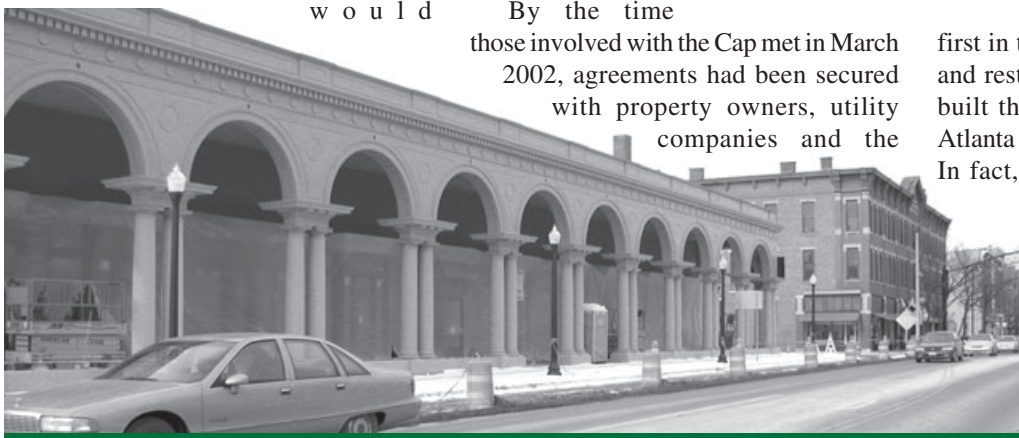 would
By the time
those involved with the Cap met in March
2002, agreements had been secured
with property owners, utility
companies and the
first in
and rest
built th
Atlanta
In fact,